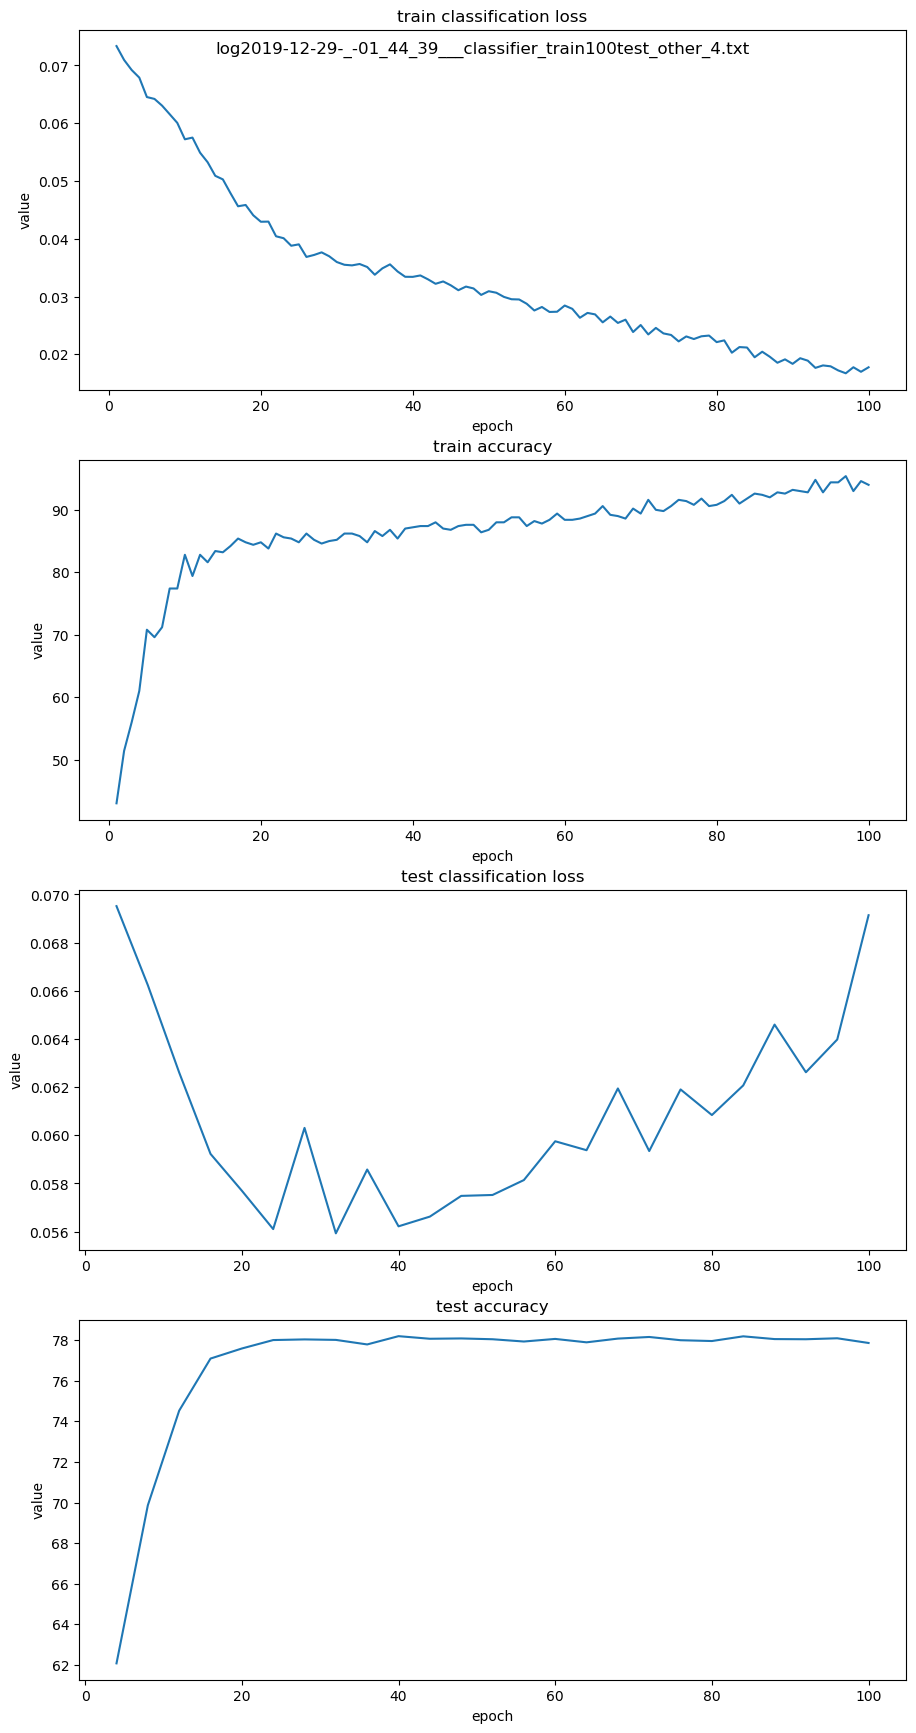 train classification loss
log2019-12-29-_-01_44_39___classifier_train100test_other_4.txt
0.07
0.06
0.05
0.04
0.03
0.02
value
0 20 40 60 80 100
epoch
train accuracy
90
80
70
60
50
value
0 20 40 60 80 100
epoch
test classification loss
0.070
0.068
0.066
0.064
0.062
0.060
0.058
0.056
value
0 20 40 60 80 100
epoch
test accuracy
78
76
74
72
70
68
66
64
62
value
0 20 40 60 80 100
epoch